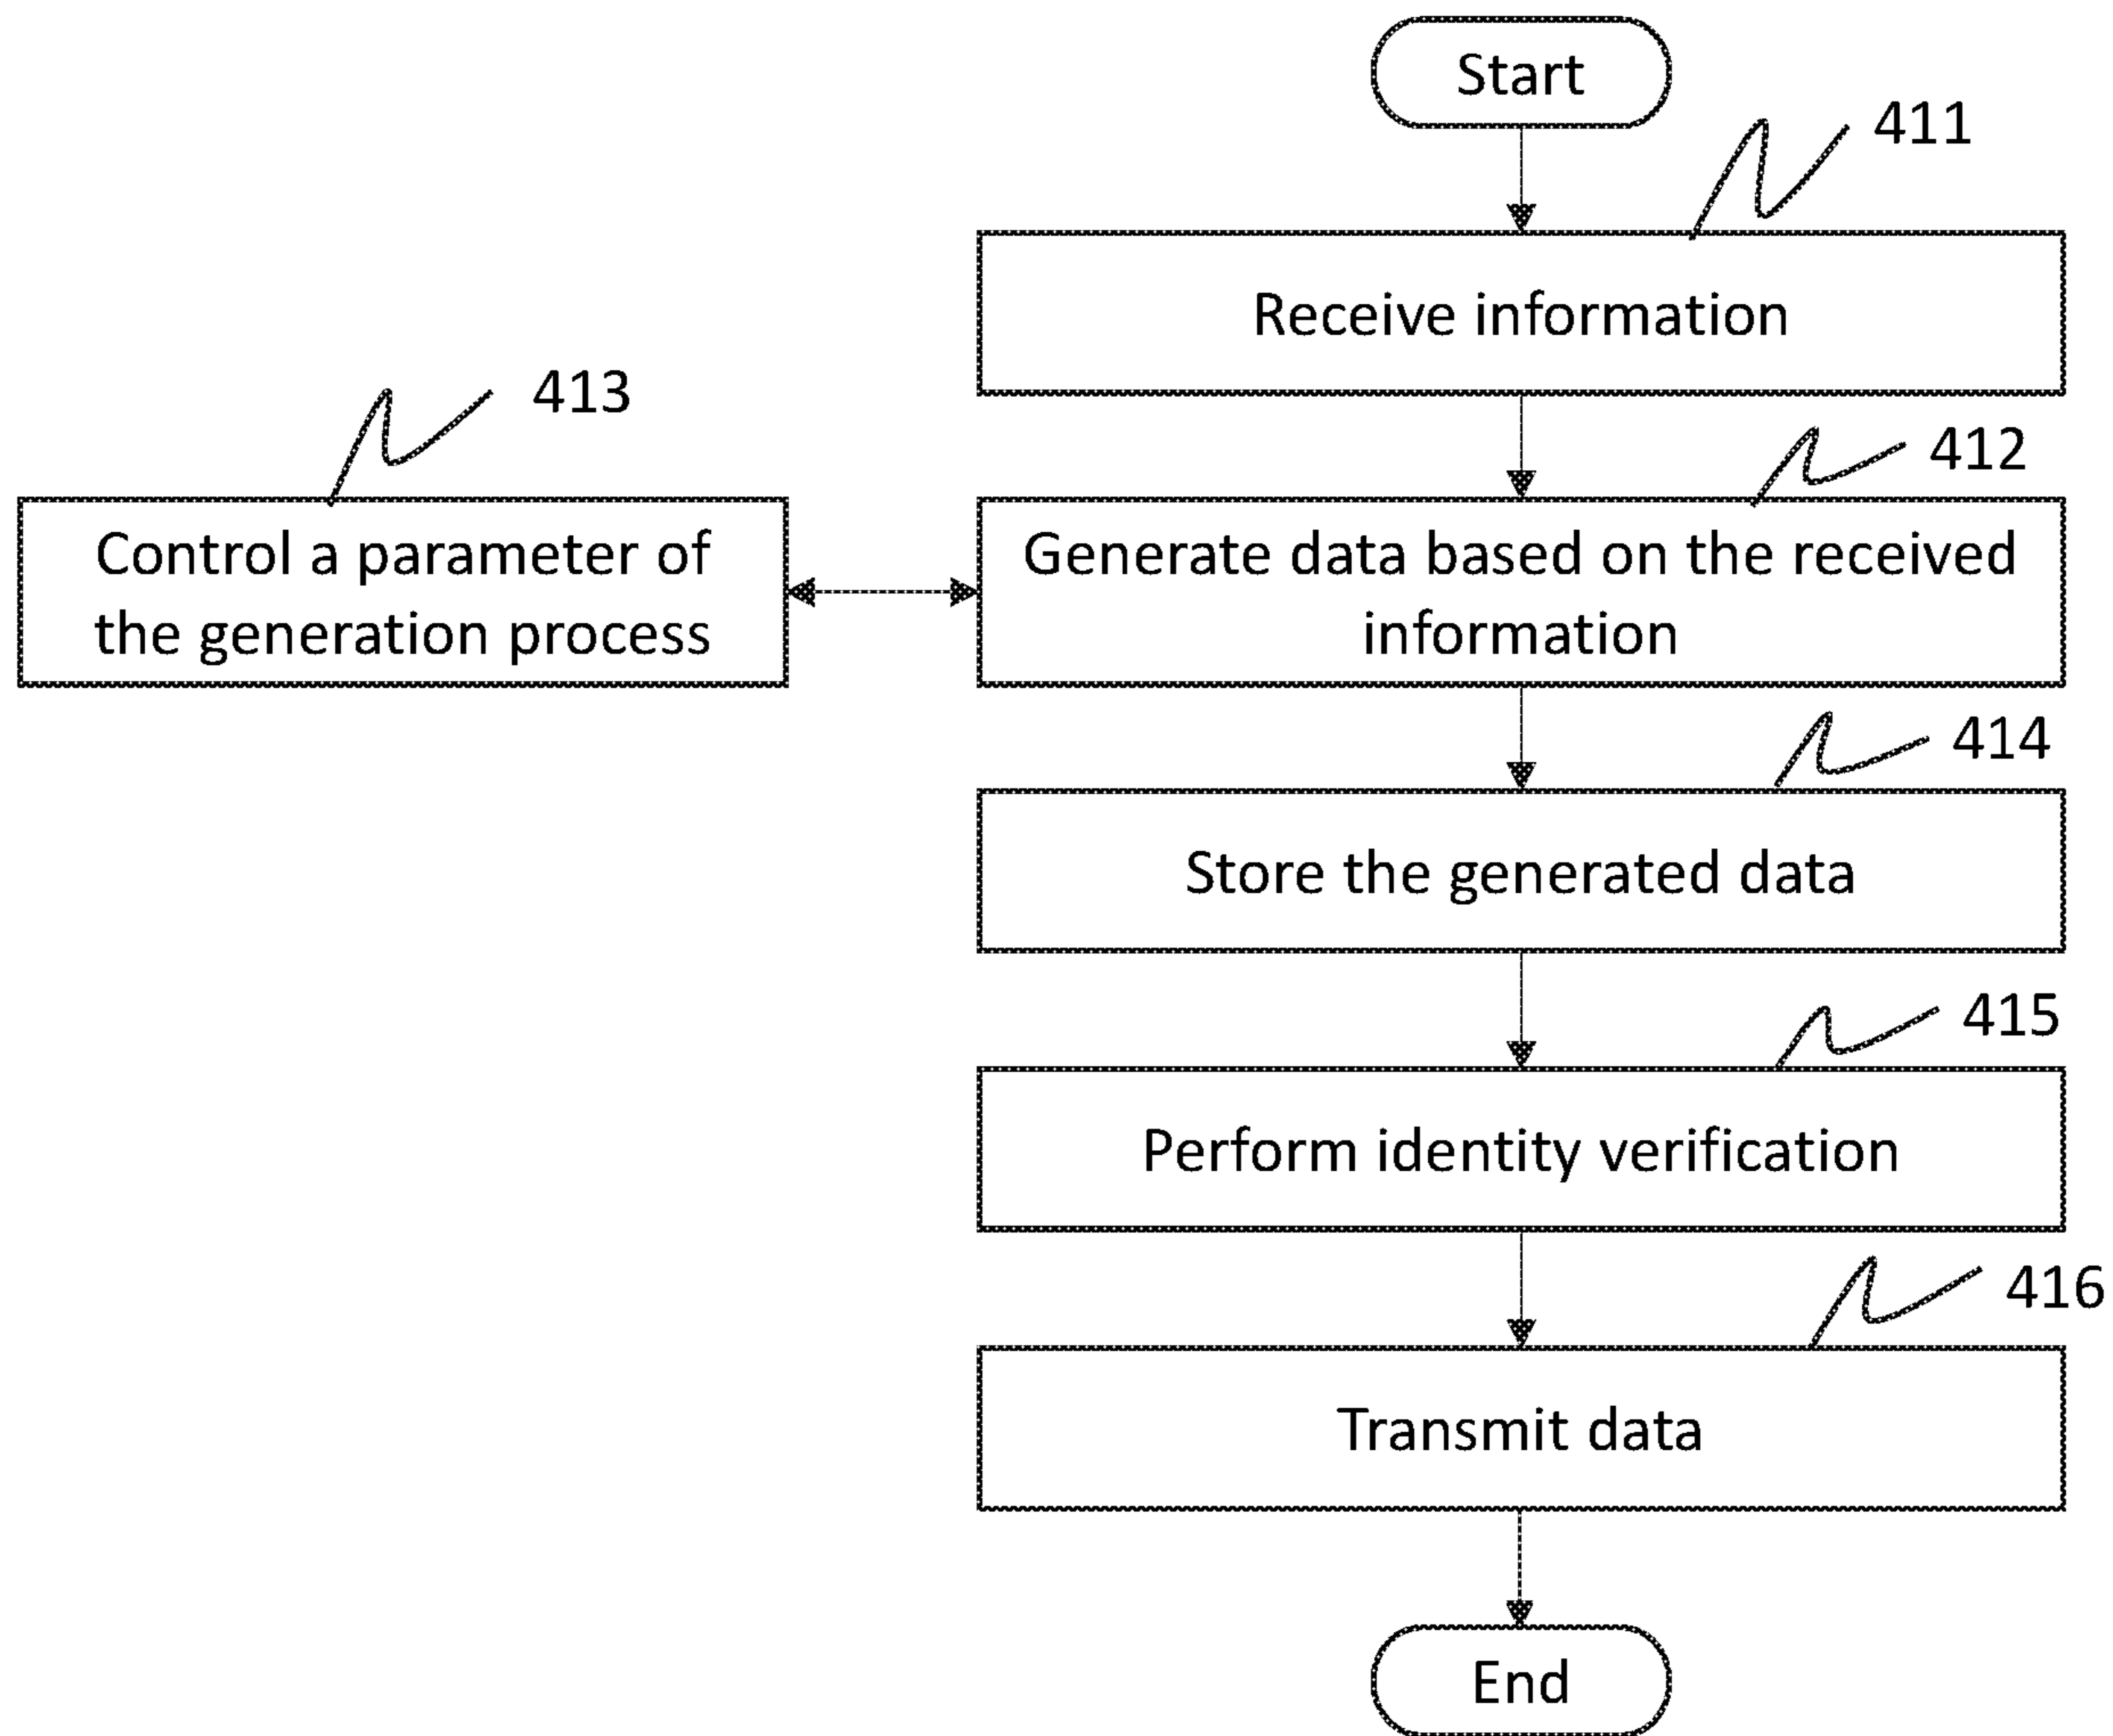 Start
411
Receive information
413
412
Control a parameter of
the generation process
Generate data based on the received
information
414
Store the generated data
415
Perform identity verification
416
Transmit data
End